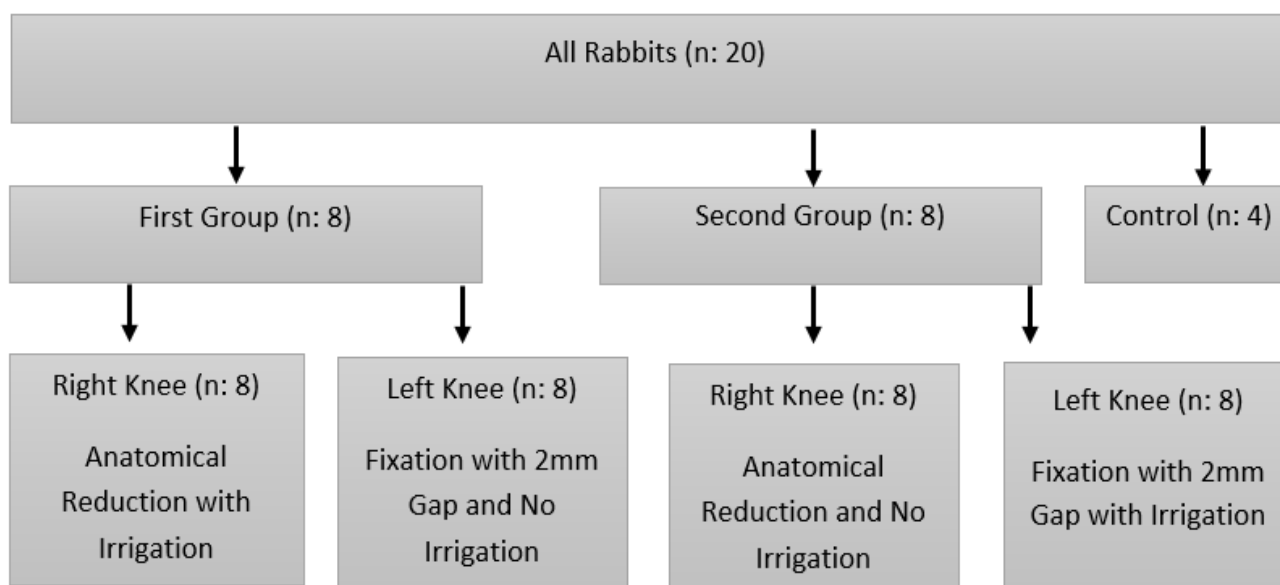 All Rabbits (n: 20)
First Group (n: 8)
Second Group (n: 8)
Control (n: 4)
Right Knee (n: 8)
Anatomical
Reduction with
Irrigation
Left Knee (n: 8)
Fixation with 2mm
Gap and No
Irrigation
Right Knee (n: 8)
Anatomical
Reduction and No
Irrigation
Left Knee (n: 8)
Fixation with 2mm
Gap with Irrigation